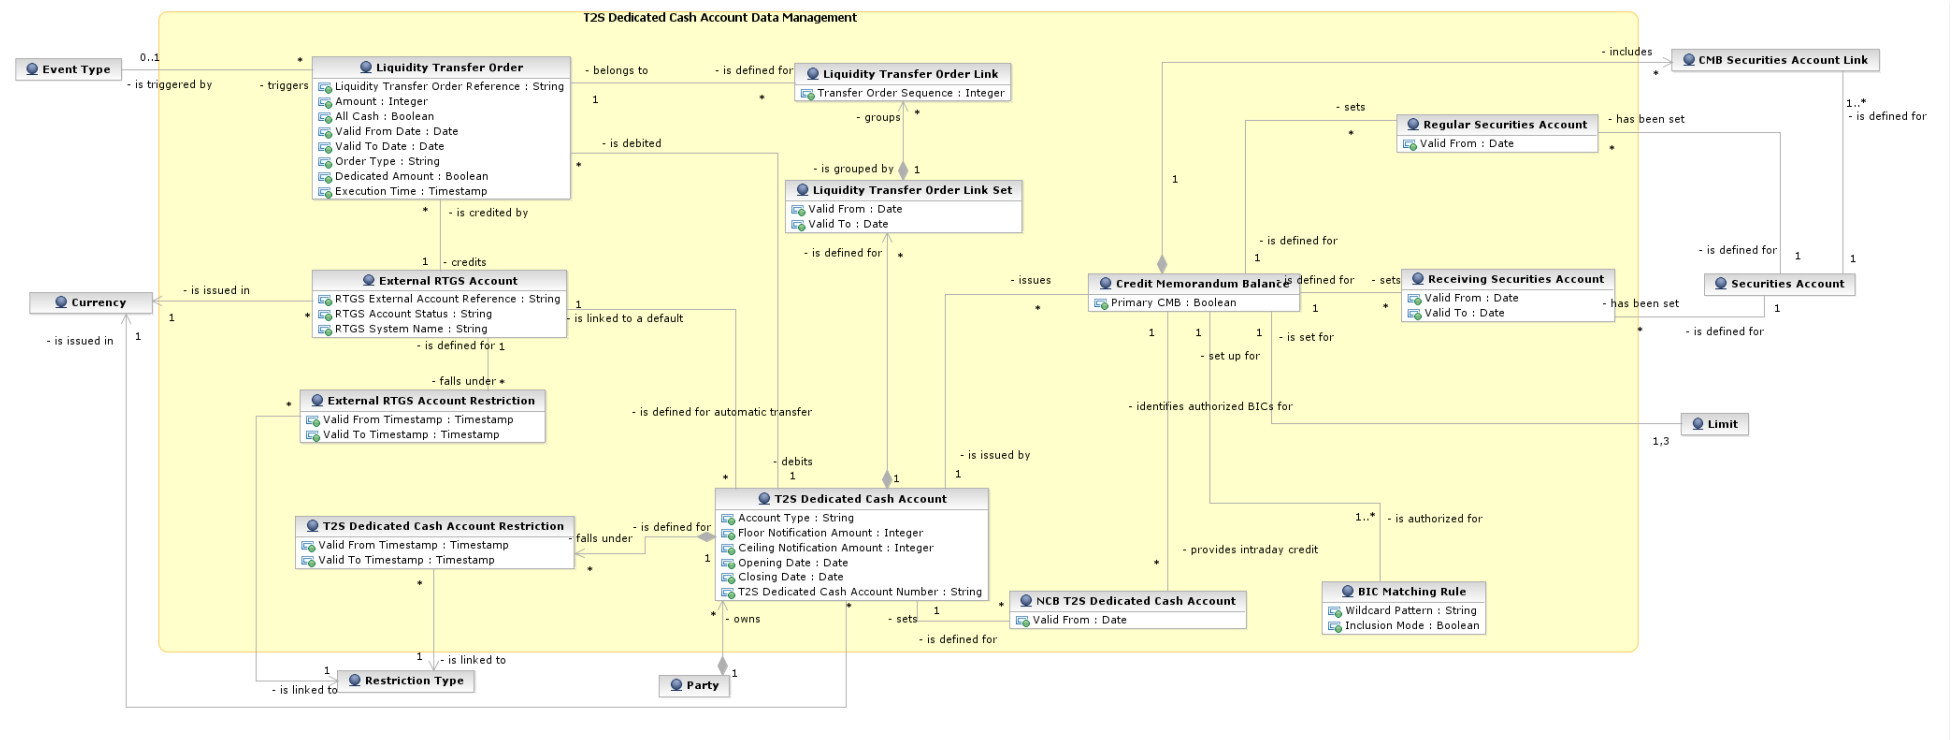 T2S Dedicated Cash Account Data Management
Event Type
0..1
*
- is triggered by
- triggers
Liquidity Transfer Order
Liquidity Transfer Order Reference : String
Amount : Integer
All Cash : Boolean
Valid From Date : Date
Valid To Date : Date
Order Type : String
Dedicated Amount : Boolean
Execution Time : Timestamp
- belongs to
- is defined for
1
*
Liquidity Transfer Order Link
Transfer Order Sequence : Integer
- groups
*
- is grouped by
1
Liquidity Transfer Order Link Set
Valid From : Date
Valid To : Date
- is defined for
*
- is debited
*
- includes
*
CMB Securities Account Link
1..*
- is defined for
- sets
*
Regular Securities Account
Valid From : Date
- has been set
*
1
- is defined for
1
- is defined for
1
1
Securities Account
*
- is credited by
1
- credits
External RTGS Account
RTGS External Account Reference : String
RTGS Account Status : String
RTGS System Name : String
Currency
- is issued in
1
*
- is issued in
1
1
- is linked to a default
- is defined for
1
- falls under
*
External RTGS Account Restriction
Valid From Timestamp : Timestamp
Valid To Timestamp : Timestamp
*
- is defined for automatic transfer
*
- debits
1
1
- issues
*
- is issued by
1
Credit Memorandum Balance
Primary CMB : Boolean
- is defined for
1
- sets
*
Receiving Securities Account
Valid From : Date
Valid To : Date
- has been set
*
1
- is defined for
1
1
1
- is set for
- set up for
- identifies authorized BICs for
Limit
1,3
T2S Dedicated Cash Account
Account Type : String
Floor Notification Amount : Integer
Ceiling Notification Amount : Integer
Opening Date : Date
Closing Date : Date
T2S Dedicated Cash Account Number : String
T2S Dedicated Cash Account Restriction
Valid From Timestamp : Timestamp
Valid To Timestamp : Timestamp
- is defined for
- falls under
1
*
1..*
- is authorized for
- provides intraday credit
*
BIC Matching Rule
Wildcard Pattern : String
Inclusion Mode : Boolean
NCB T2S Dedicated Cash Account
Valid From : Date
1
*
- sets
- is defined for
*
*
- owns
*
1
- is linked to
1
- is linked to
Restriction Type
Party
1